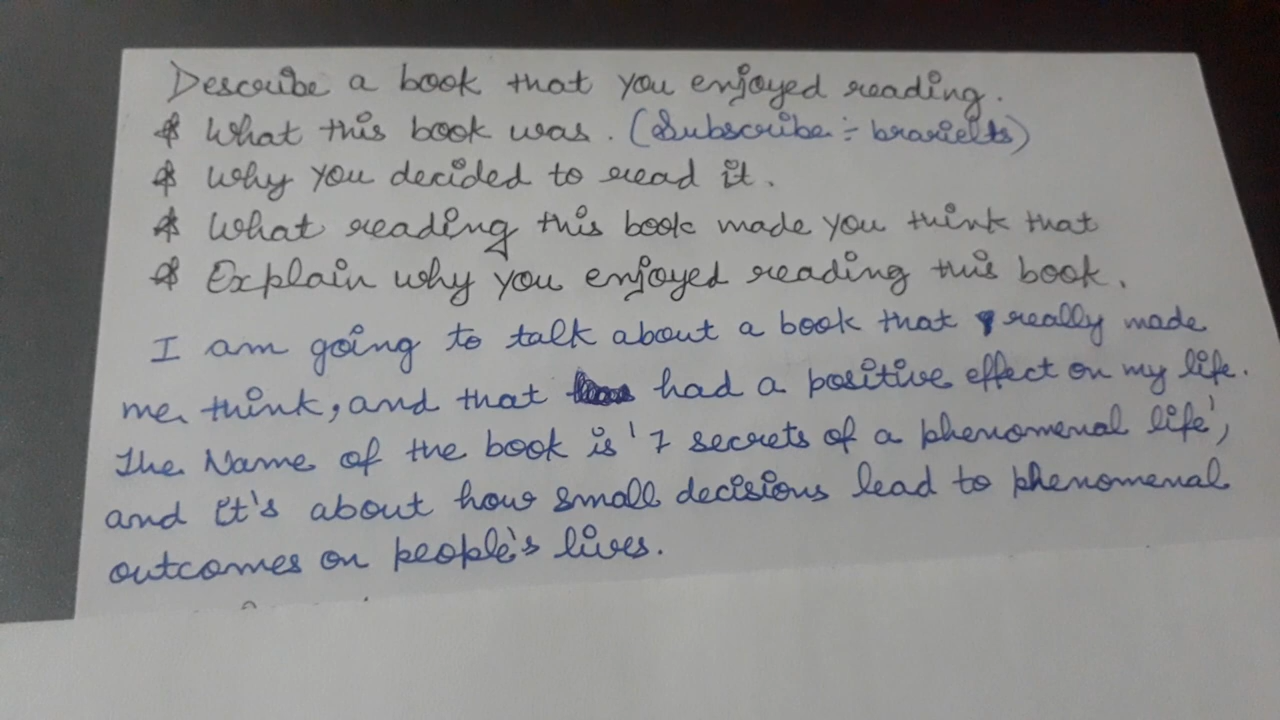 Describe a book that you enjoyed reading.
* What this book was. (Subscribe ÷ brarielts)
* Why you decided to read it.
* What reading this book made you think that
* Explain why you enjoyed reading this book.
I am going to talk about a book that really made
me think, and that had a positive effect on my life.
The Name of the book is '7 secrets of a phenomenal life',
and it's about how small decisions lead to phenomenal
outcomes on people's lives.